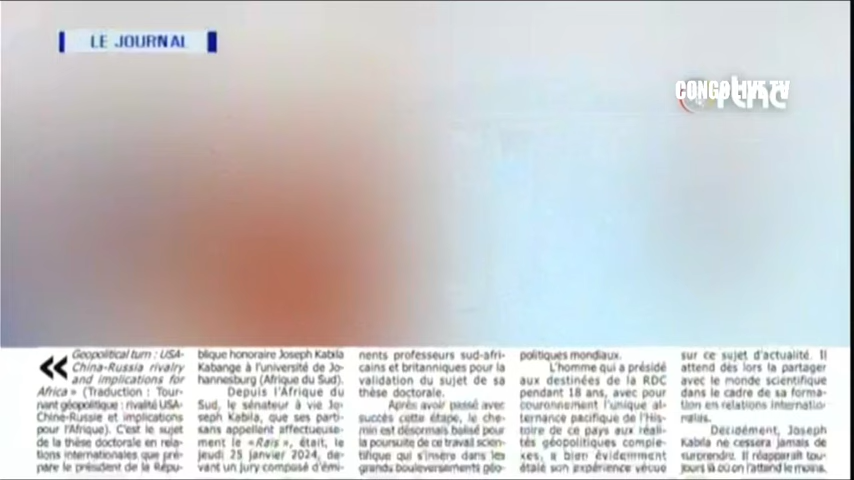 LE JOURNAL
CONGO LIVE TV
rtnc
« Geopolitical turn : USA-
China-Russia rivalry
and implications for
Africa » (Traduction : Tour-
nant géopolitique : rivalité USA-
Chine-Russie et implications
pour l'Afrique). C'est le sujet
de la thèse doctorale en rela-
tions internationales que pré-
pare le président de la Répu-
blique honoraire Joseph Kabila
Kabange à l'université de Jo-
hannesburg (Afrique du Sud).
Depuis l'Afrique du
Sud, le sénateur à vie Jo-
seph Kabila, que ses parti-
sans appellent affectueuse-
ment le «Raïs», était, le
jeudi 25 janvier 2024, de-
vant un jury composé d'émi-
nents professeurs sud-afri-
cains et britanniques pour la
validation du sujet de sa
thèse doctorale.
Après avoir passé avec
succès cette étape, le che-
min est désormais balisé pour
la poursuite de ce travail scien-
tifique qui s'insère dans les
grands bouleversements géo-
politiques mondiaux.
L'homme qui a présidé
aux destinées de la RDC
pendant 18 ans, avec pour
couronnement l'unique al-
ternance pacifique de l'His-
toire de ce pays aux réali-
tés géopolitiques comple-
xes, a bien évidemment
étalé son expérience vécue
sur ce sujet d'actualité. Il
attend dès lors la partager
avec le monde scientifique
dans le cadre de sa forma-
tion en relations internatio-
nales.
Décidément, Joseph
Kabila ne cessera jamais de
surprendre. Il réapparaît tou-
jours là où on l'attend le moins.